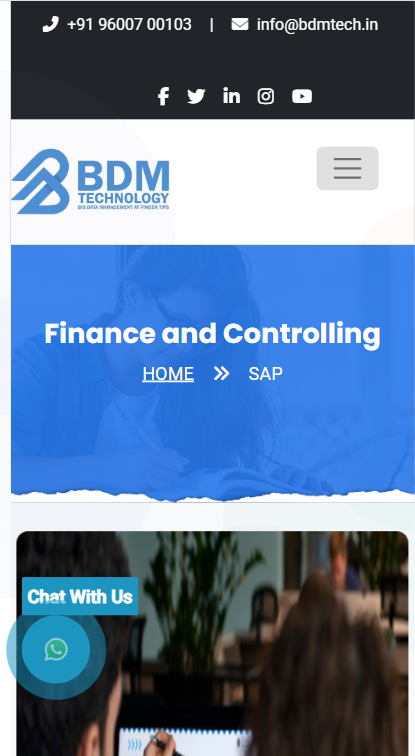 +91 96007 00103 | info@bdmtech.in
BDM
TECHNOLOGY
BIG DATA MANAGEMENT AT FINGER TIPS
Finance and Controlling
HOME » SAP
Chat With Us